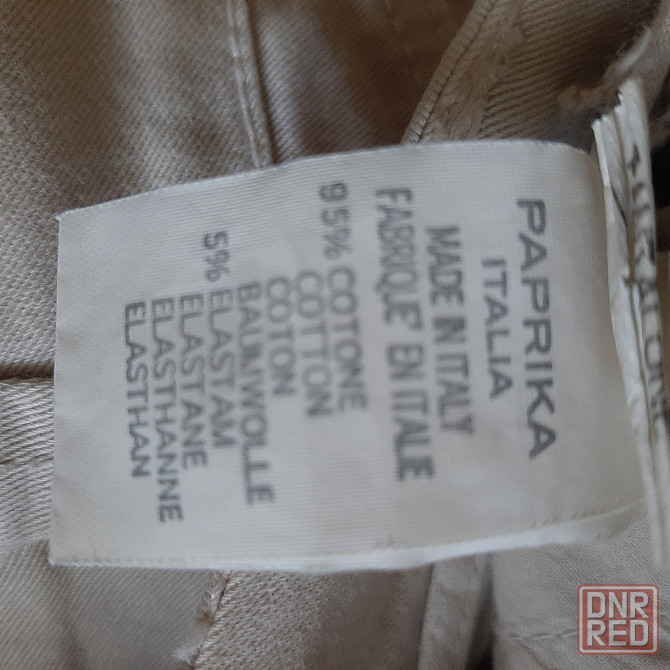 PAPRIKA
ITALIA
MADE IN ITALY
FABRIQUE' EN ITALIE
95% COTONE
COTTON
COTON
BAUMWOLLE
5% ELASTAM
ELASTANE
ELASTHANNE
ELASTHAN
DNR
RED